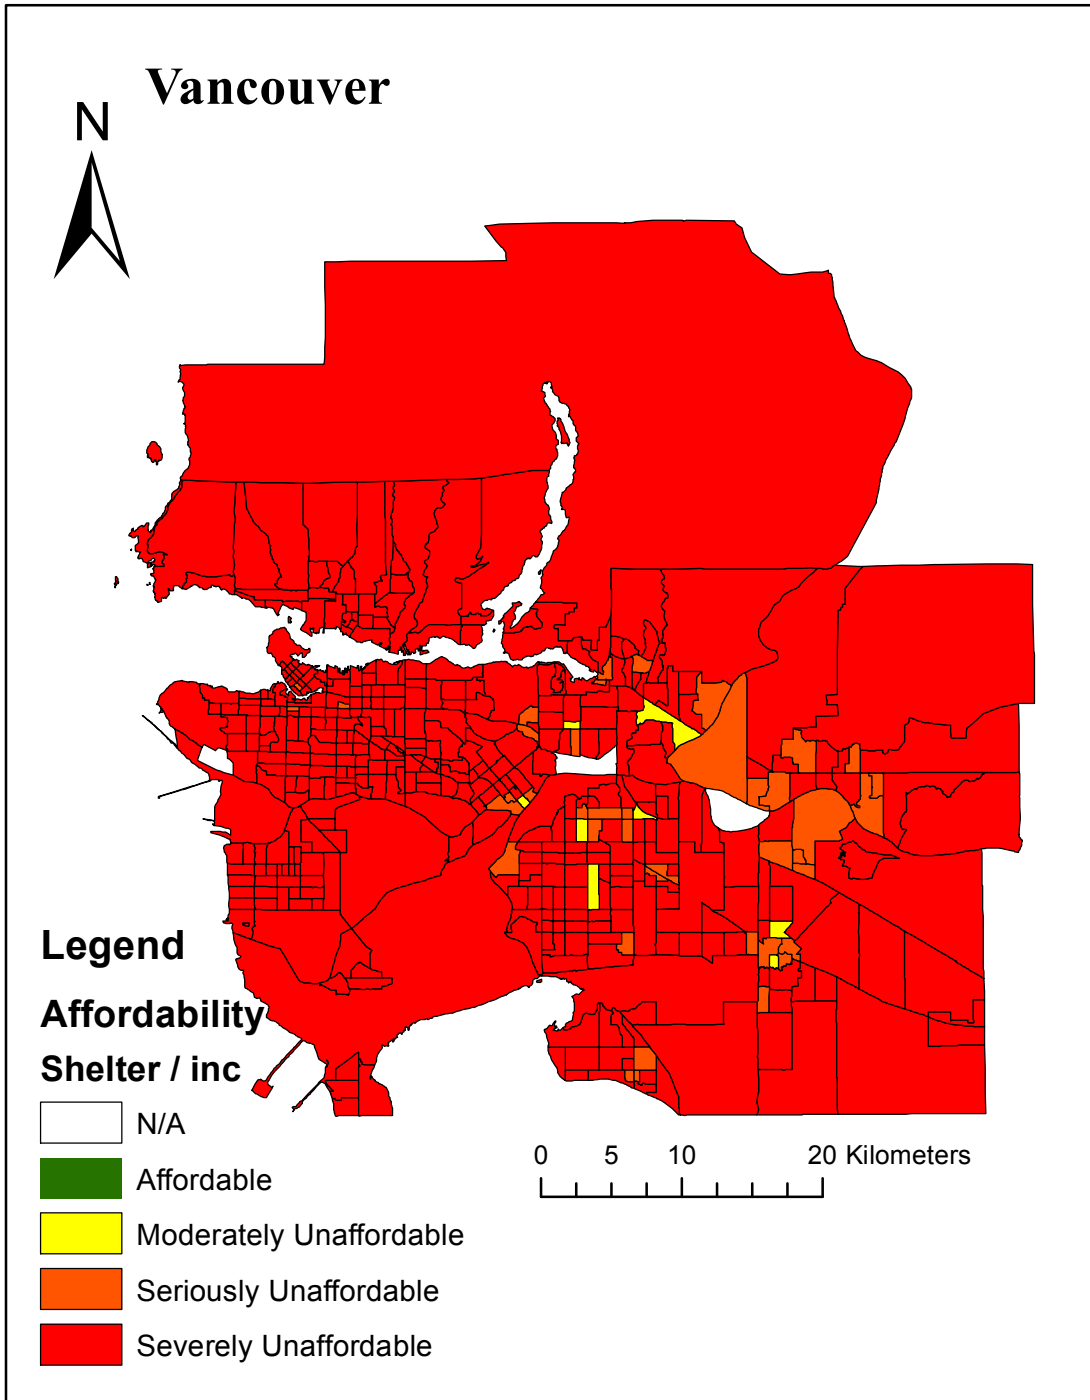 Vancouver
N
Legend
Affordability
Shelter / inc
N/A
Affordable
Moderately Unaffordable
Seriously Unaffordable
Severely Unaffordable
0 5 10 20 Kilometers